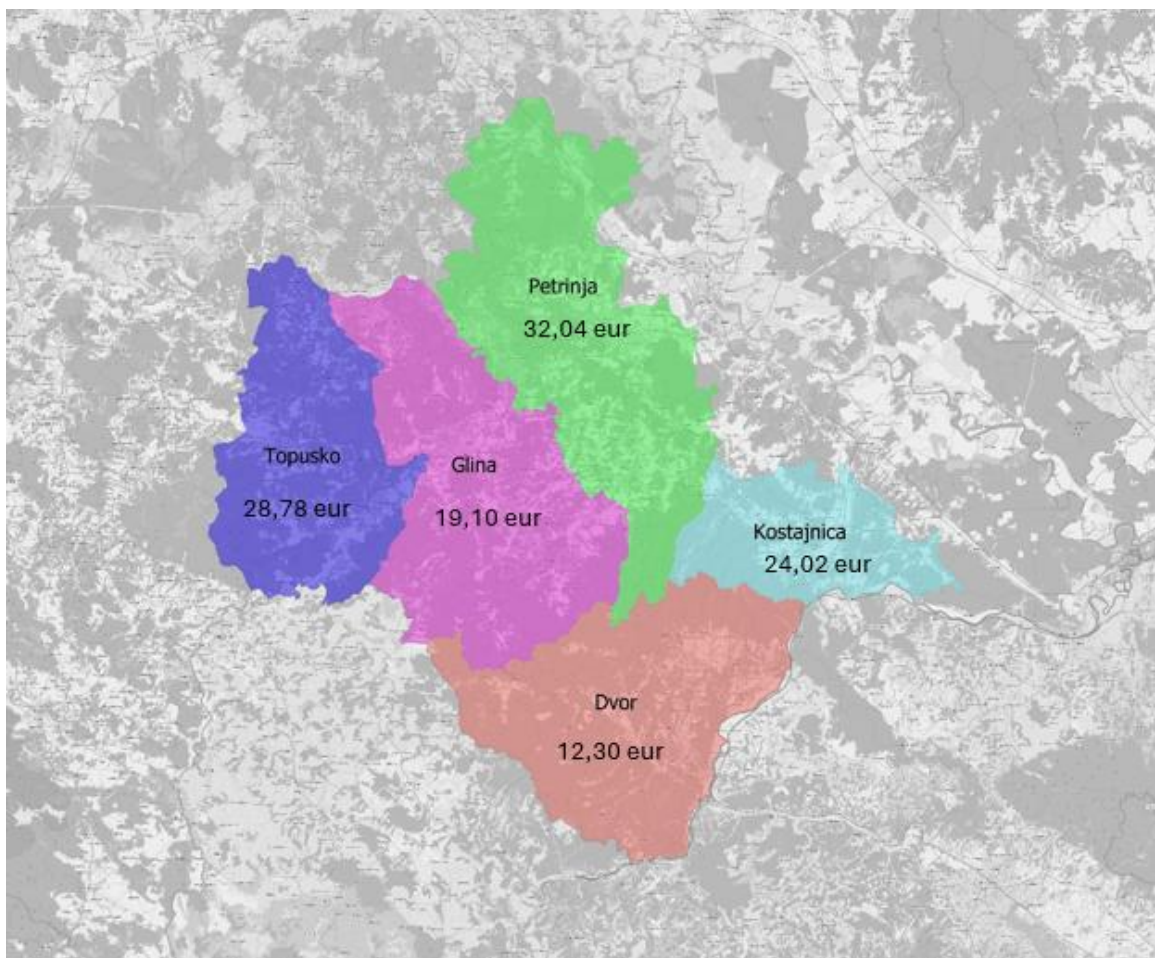 Petrinja
32,04 eur
Topusko
28,78 eur
Glina
19,10 eur
Kostajnica
24,02 eur
Dvor
12,30 eur